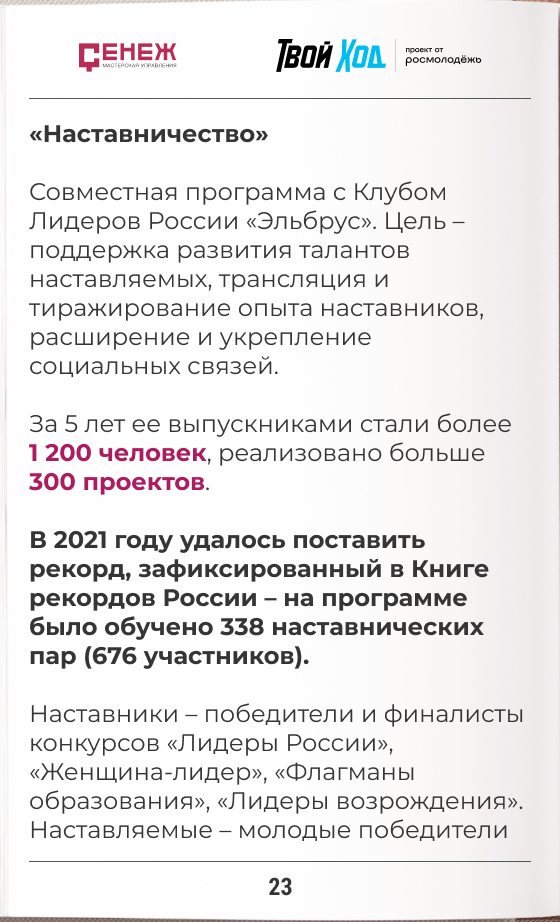 СЕНЕЖ
МАСТЕРСКАЯ УПРАВЛЕНИЯ
ТВОЙ ХОД
проект от
росмолодёжь
«Наставничество»
Совместная программа с Клубом
Лидеров России «Эльбрус». Цель –
поддержка развития талантов
наставляемых, трансляция и
тиражирование опыта наставников,
расширение и укрепление
социальных связей.
За 5 лет ее выпускниками стали более
1 200 человек, реализовано больше
300 проектов.
В 2021 году удалось поставить
рекорд, зафиксированный в Книге
рекордов России – на программе
было обучено 338 наставнических
пар (676 участников).
Наставники – победители и финалисты
конкурсов «Лидеры России»,
«Женщина-лидер», «Флагманы
образования», «Лидеры возрождения».
Наставляемые – молодые победители
23